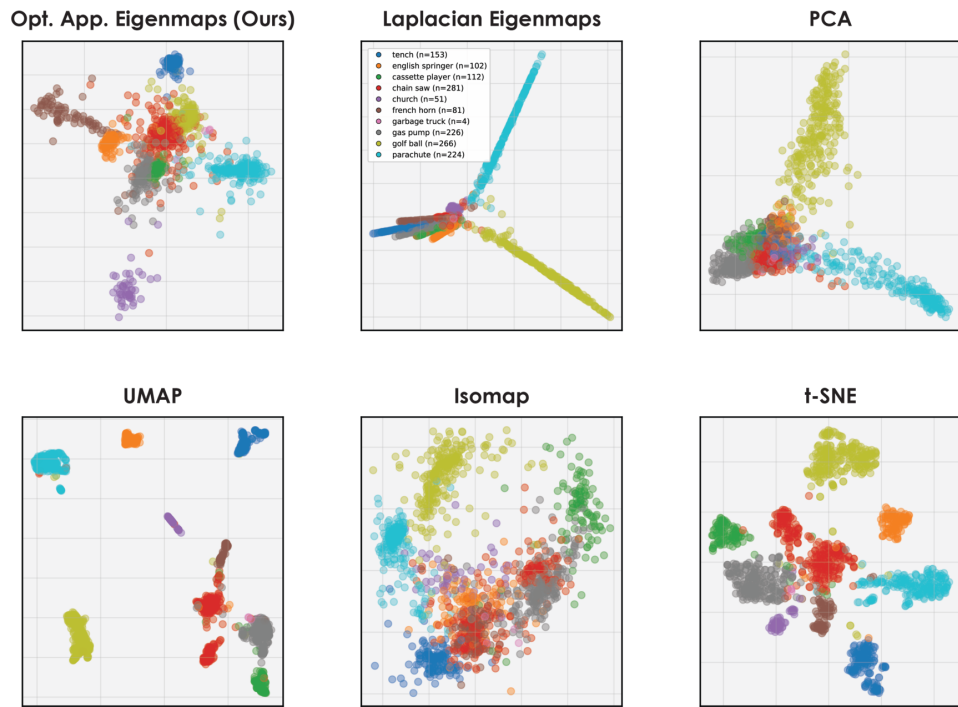 Opt. App. Eigenmaps (Ours)
Laplacian Eigenmaps
PCA
tench (n=153)
english springer (n=102)
cassette player (n=112)
chain saw (n=281)
church (n=51)
french horn (n=81)
garbage truck (n=4)
gas pump (n=226)
golf ball (n=266)
parachute (n=224)
UMAP
Isomap
t-SNE